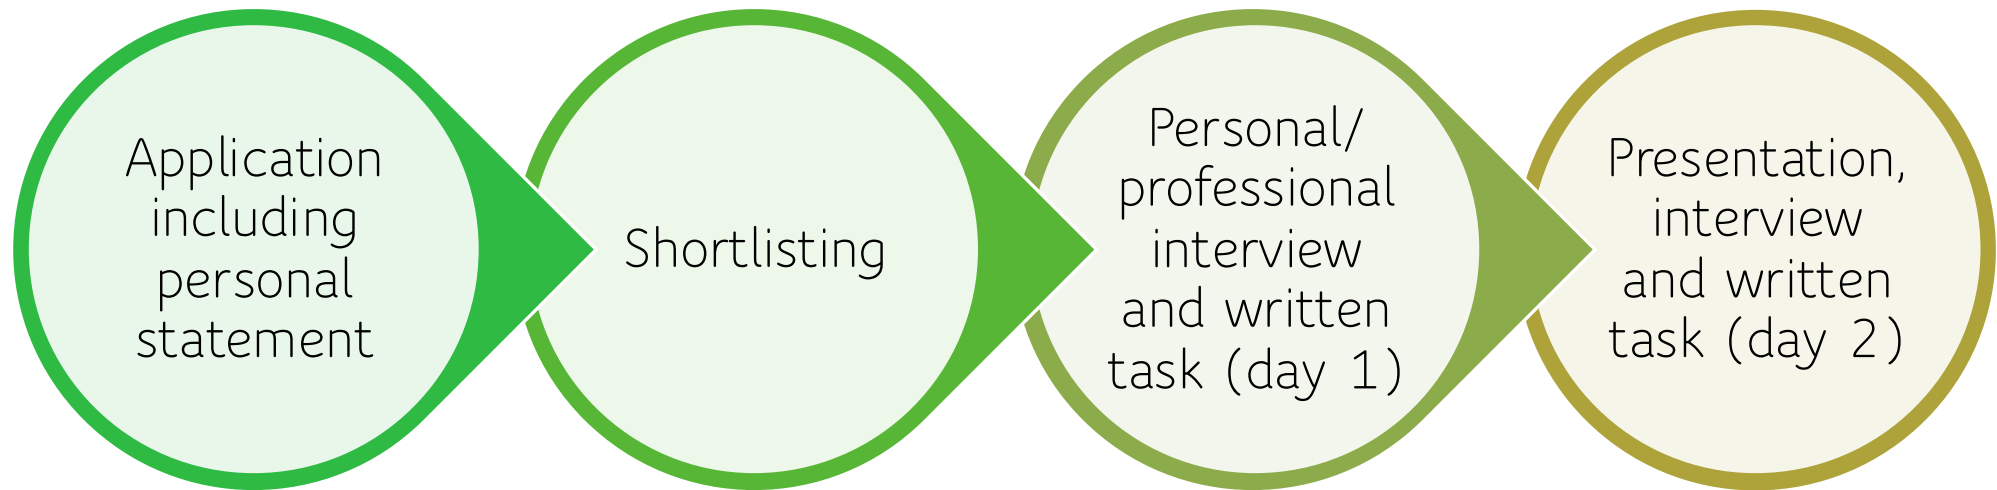 Application
including
personal
statement
Shortlisting
Personal/
professional
interview
and written
task (day 1)
Presentation,
interview
and written
task (day 2)